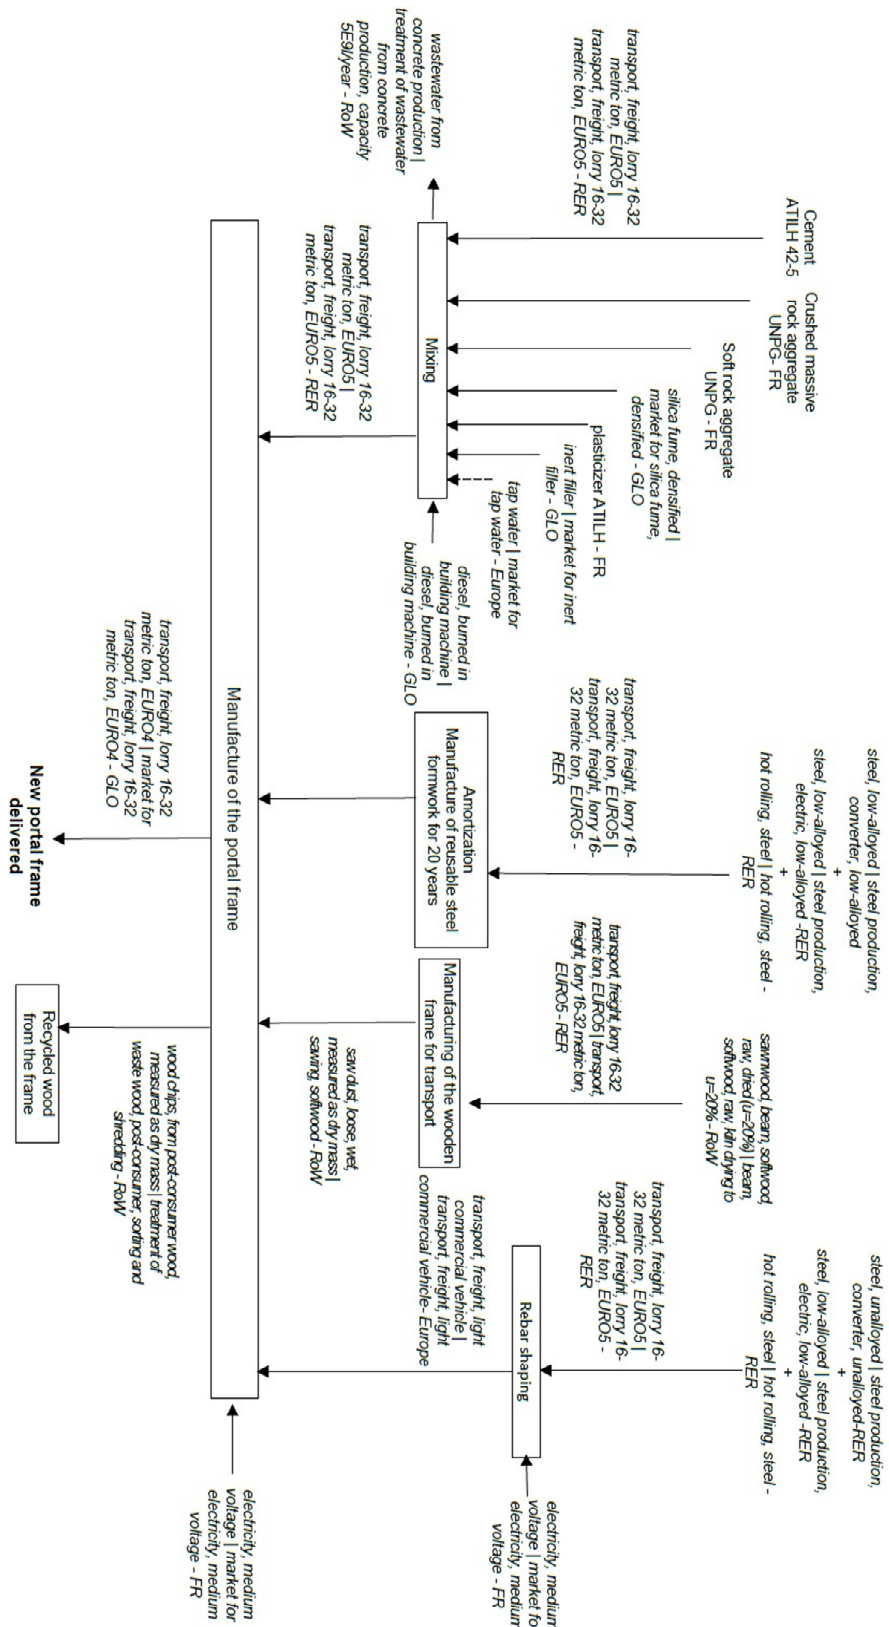 Cement
ATILH 42-5
Crushed massive
rock aggregate
UNPG- FR
Soft rock aggregate
UNPG - FR
silica fume, densified |
market for silica fume,
densified - GLO
plasticizer ATILH - FR
inert filler | market for inert
filler - GLO
tap water | market for
tap water - Europe
transport, freight, lorry 16-32
metric ton, EURO5 |
transport, freight, lorry 16-32
metric ton, EURO5 - RER
wastewater from
concrete production |
treatment of wastewater
from concrete
production, capacity
5E9l/year - RoW
Mixing
diesel, burned in
building machine |
diesel, burned in
building machine - GLO
transport, freight, lorry 16-32
metric ton, EURO5 |
transport, freight, lorry 16-32
metric ton, EURO5 - RER
steel, low-alloyed | steel production,
converter, low-alloyed
+
steel, low-alloyed | steel production,
electric, low-alloyed -RER
+
hot rolling, steel | hot rolling, steel -
RER
transport, freight, lorry 16-
32 metric ton, EURO5 |
transport, freight, lorry 16-
32 metric ton, EURO5 -
RER
Amortization
Manufacture of reusable steel
formwork for 20 years
sawnwood, beam, softwood,
raw, dried (u=20%) | beam,
softwood, raw, kiln drying to
u=20% - RoW
transport, freight, lorry 16-32
metric ton, EURO5 | transport,
freight, lorry 16-32 metric ton,
EURO5 - RER
Manufacturing of the wooden
frame for transport
saw dust, loose, wet,
measured as dry mass |
sawing, softwood - RoW
steel, unalloyed | steel production,
converter, unalloyed-RER
+
steel, low-alloyed | steel production,
electric, low-alloyed -RER
+
hot rolling, steel | hot rolling, steel -
RER
transport, freight, lorry 16-
32 metric ton, EURO5 |
transport, freight, lorry 16-
32 metric ton, EURO5 -
RER
Rebar shaping
electricity, medium
voltage | market fo
electricity, medium
voltage - FR
transport, freight, light
commercial vehicle |
transport, freight, light
commercial vehicle- Europe
Manufacture of the portal frame
electricity, medium
voltage | market for
electricity, medium
voltage - FR
transport, freight, lorry 16-32
metric ton, EURO4 | market for
transport, freight, lorry 16-32
metric ton, EURO4 - GLO
New portal frame
delivered
wood chips, from post-consumer wood,
measured as dry mass | treatment of
waste wood, post-consumer, sorting and
shredding - RoW
Recycled wood
from the frame